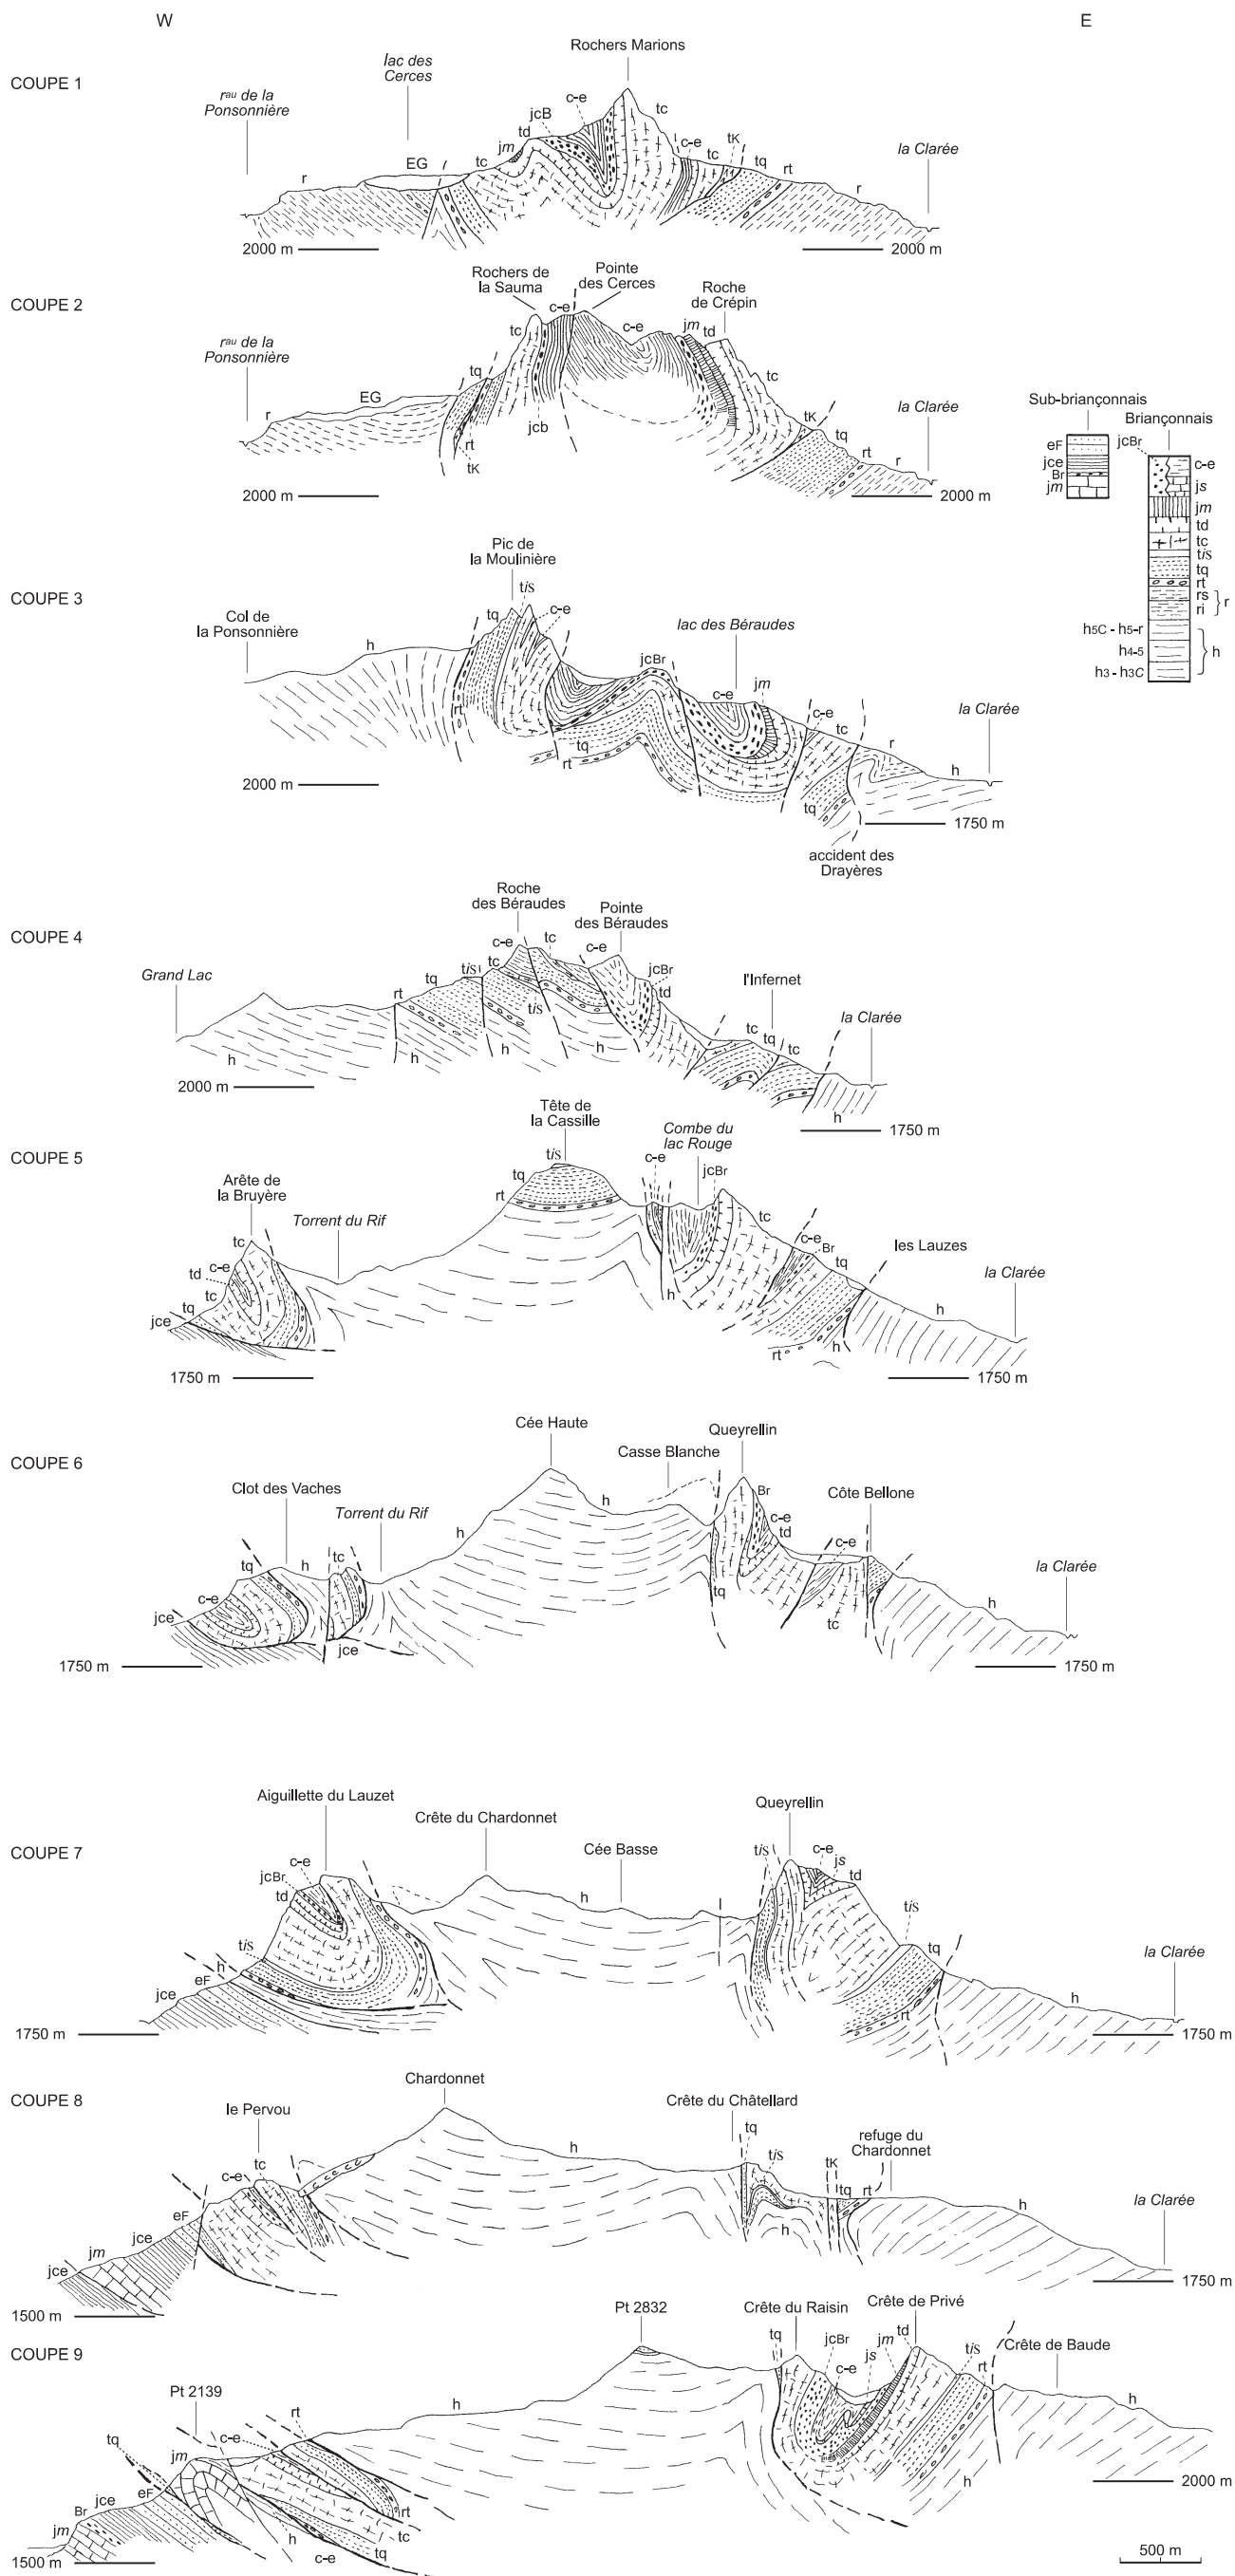 W
E
COUPE 1
rau de la
Ponsonnière
lac des
Cerces
Rochers Marions
c-e
jcB
td
jm
tc
EG
r
tc
c-e
tc
tK
tq
rt
r
la Clarée
2000 m
2000 m
COUPE 2
rau de la
Ponsonnière
Rochers de
la Sauma
Pointe
des Cerces
Roche
de Crépin
c-e
tc
c-e
jm
td
tc
tq
EG
r
rt
tK
jcb
tK
tq
rt
r
la Clarée
2000 m
2000 m
Sub-briançonnais
Briançonnais
eF
jce
Br
jm
jcBr
c-e
js
jm
td
tc
tis
tq
rt
rs
ri
r
h5C - h5-r
h4-5
h3 - h3C
h
COUPE 3
Col de
la Ponsonnière
Pic de
la Moulinière
tis
tq
c-e
h
rt
lac des Béraudes
jcBr
c-e
jm
c-e
tc
r
h
la Clarée
tq
rt
tq
2000 m
1750 m
accident des
Drayères
COUPE 4
Grand Lac
Roche
des Béraudes
Pointe
des Béraudes
c-e
tc
c-e
jcBr
td
tis
tc
tq
rt
tis
h
h
h
h
l'Infernet
tc
tq
tc
la Clarée
h
2000 m
1750 m
COUPE 5
Arête de
la Bruyère
Torrent du Rif
Tête de
la Cassille
tis
tq
rt
Combe du
lac Rouge
c-e
jcBr
tc
tc
c-e
td
tc
tq
jce
h
c-e
Br
tq
les Lauzes
h
la Clarée
rt
h
1750 m
1750 m
COUPE 6
Clot des Vaches
Torrent du Rif
Cée Haute
Casse Blanche
Queyrellin
Côte Bellone
la Clarée
tq
h
tc
h
h
Br
c-e
td
c-e
c-e
jce
jce
tq
tc
h
1750 m
1750 m
COUPE 7
Aiguillette du Lauzet
Crête du Chardonnet
Cée Basse
Queyrellin
c-e
jcBr
td
tis
h
eF
jce
h
tis
c-e
js
td
tis
tq
rt
h
la Clarée
1750 m
1750 m
COUPE 8
le Pervou
Chardonnet
Crête du Châtellard
refuge du
Chardonnet
tc
c-e
eF
jce
jm
jce
h
tq
tis
h
tK
tq
rt
h
la Clarée
1500 m
1750 m
COUPE 9
Pt 2139
Pt 2832
Crête du Raisin
Crête de Privé
Crête de Baude
tq
jcBr
c-e
js
jm
td
tis
rt
h
h
h
rt
c-e
jm
tq
eF
jce
Br
jm
h
c-e
tq
tc
rt
1500 m
2000 m
500 m